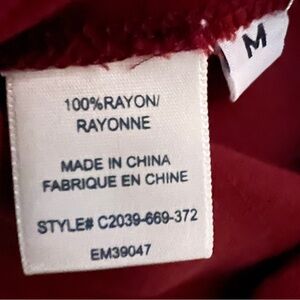 M
100%RAYON/
RAYONNE
MADE IN CHINA
FABRIQUE EN CHINE
STYLE# C2039-669-372
EM39047